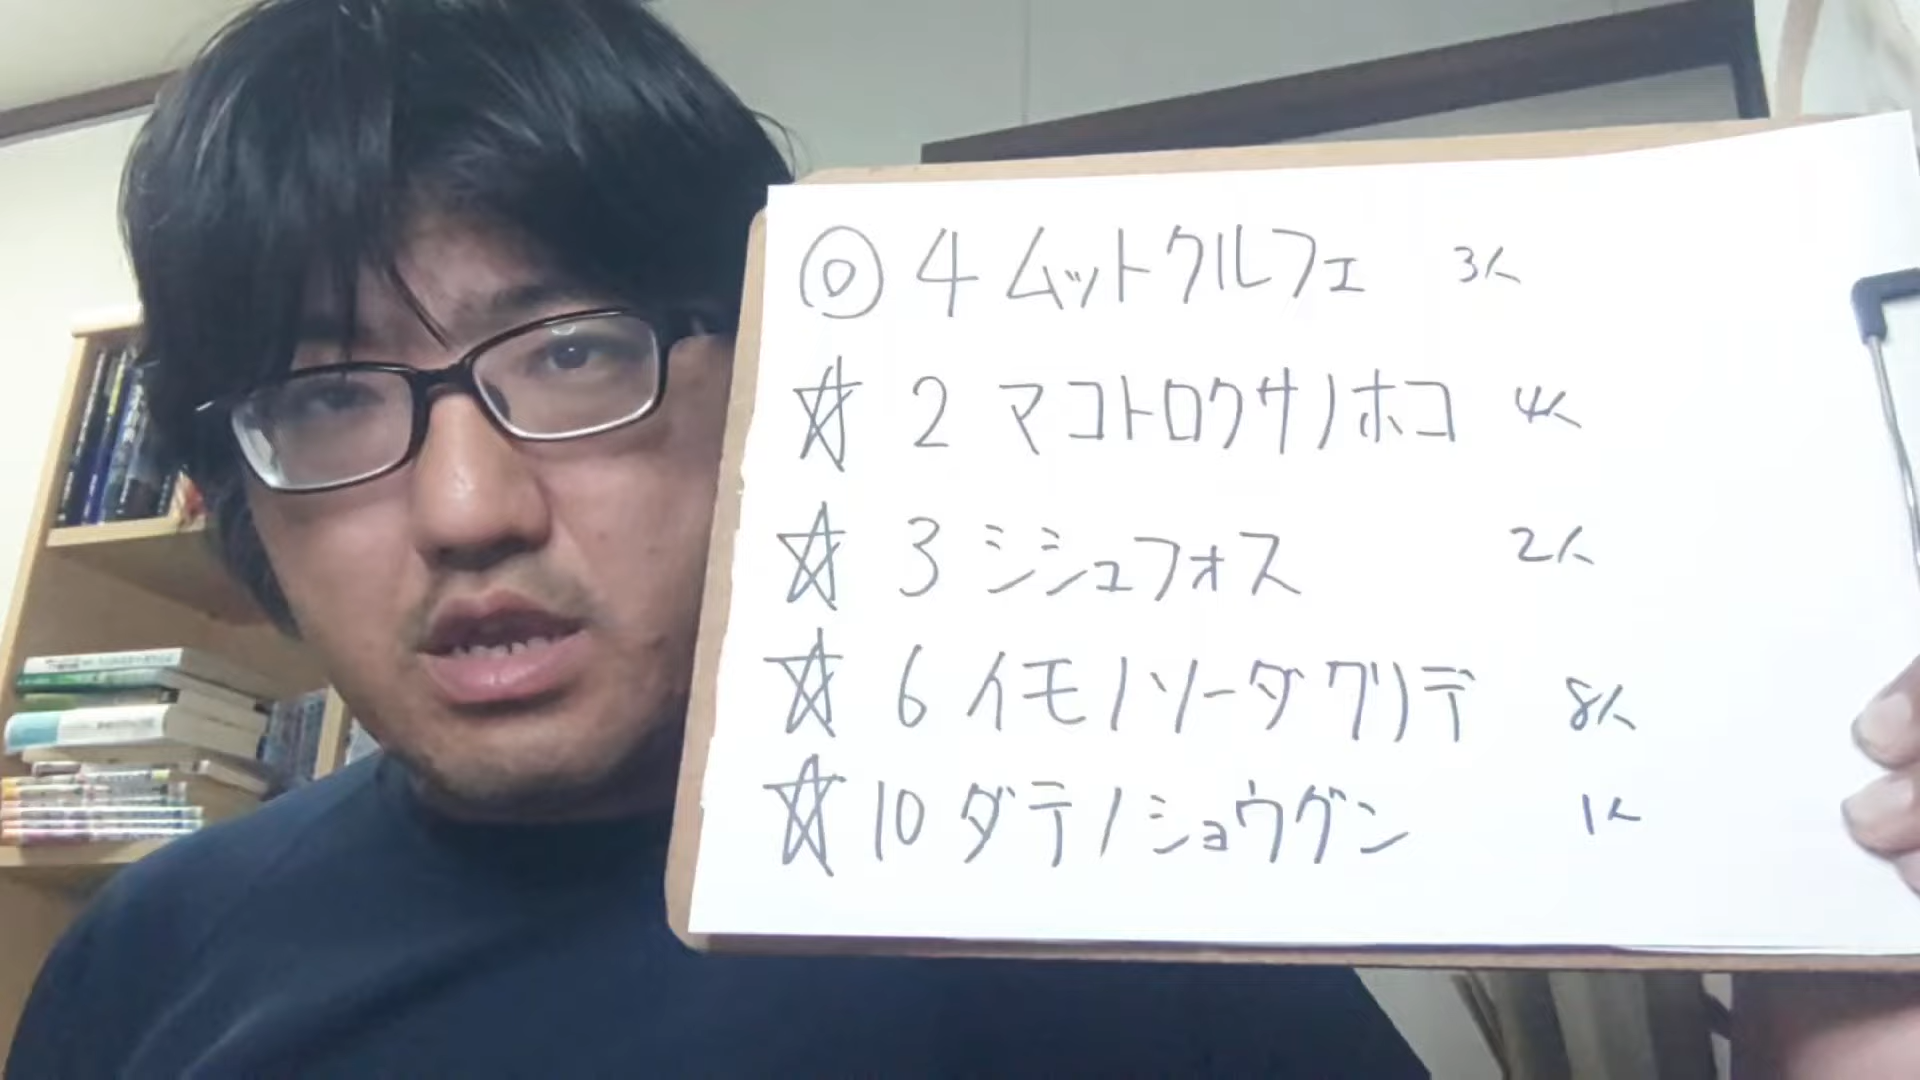 ◎ 4 ムットクルフェ 3人
☆ 2 マコトロクサノホコ 4人
☆ 3 シシュフォス 2人
☆ 6 イモノソーダワリデ 8人
☆ 10 ダテノショウグン 1人